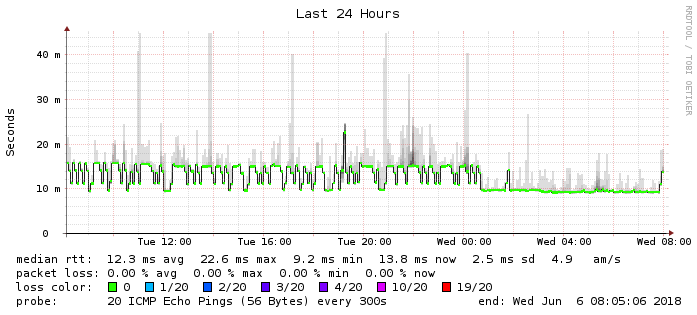 Last 24 Hours
RRDTOOL / TOBI OETIKER
Seconds
40 m
30 m
20 m
10 m
0
Tue 12:00 Tue 16:00 Tue 20:00 Wed 00:00 Wed 04:00 Wed 08:00
median rtt: 12.3 ms avg 22.6 ms max 9.2 ms min 13.8 ms now 2.5 ms sd 4.9 am/s
packet loss: 0.00 % avg 0.00 % max 0.00 % min 0.00 % now
loss color: 0 1/20 2/20 3/20 4/20 10/20 19/20
probe: 20 ICMP Echo Pings (56 Bytes) every 300s end: Wed Jun 6 08:05:06 2018